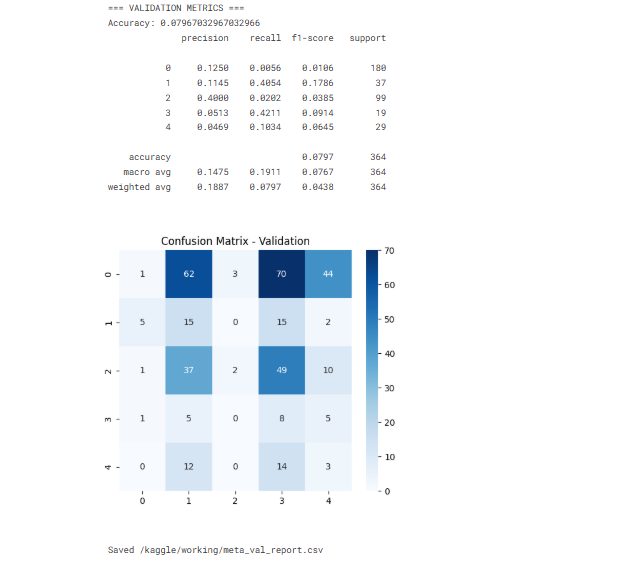 === VALIDATION METRICS ===
Accuracy: 0.07967032967032966
precision recall f1-score support
0 0.1250 0.0056 0.0106 180
1 0.1145 0.4054 0.1786 37
2 0.4000 0.0202 0.0385 99
3 0.0513 0.4211 0.0914 19
4 0.0469 0.1034 0.0645 29
accuracy 0.0797 364
macro avg 0.1475 0.1911 0.0767 364
weighted avg 0.1887 0.0797 0.0438 364
Confusion Matrix - Validation
0 1 62 3 70 44
1 5 15 0 15 2
2 1 37 2 49 10
3 1 5 0 8 5
4 0 12 0 14 3
0 1 2 3 4
70
60
50
40
30
20
10
0
Saved /kaggle/working/meta_val_report.csv